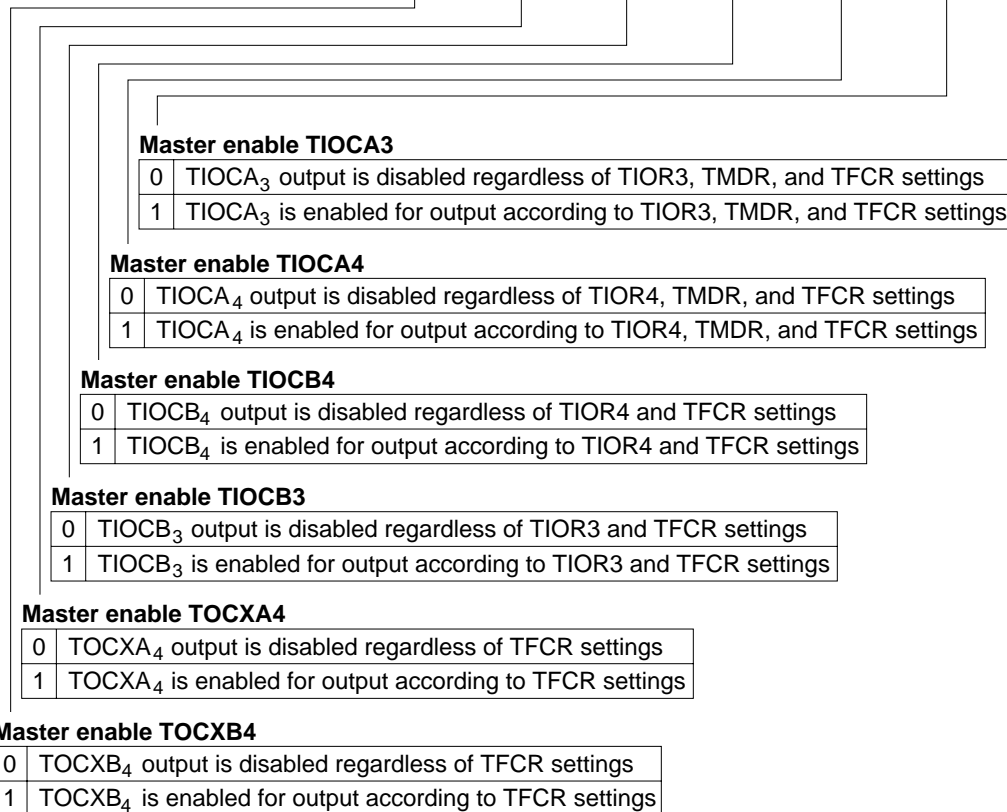 Master enable TIOCA3
0 TIOCA₃ output is disabled regardless of TIOR3, TMDR, and TFCR settings
1 TIOCA₃ is enabled for output according to TIOR3, TMDR, and TFCR settings
Master enable TIOCA4
0 TIOCA₄ output is disabled regardless of TIOR4, TMDR, and TFCR settings
1 TIOCA₄ is enabled for output according to TIOR4, TMDR, and TFCR settings
Master enable TIOCB4
0 TIOCB₄ output is disabled regardless of TIOR4 and TFCR settings
1 TIOCB₄ is enabled for output according to TIOR4 and TFCR settings
Master enable TIOCB3
0 TIOCB₃ output is disabled regardless of TIOR3 and TFCR settings
1 TIOCB₃ is enabled for output according to TIOR3 and TFCR settings
Master enable TOCXA4
0 TOCXA₄ output is disabled regardless of TFCR settings
1 TOCXA₄ is enabled for output according to TFCR settings
Master enable TOCXB4
0 TOCXB₄ output is disabled regardless of TFCR settings
1 TOCXB₄ is enabled for output according to TFCR settings